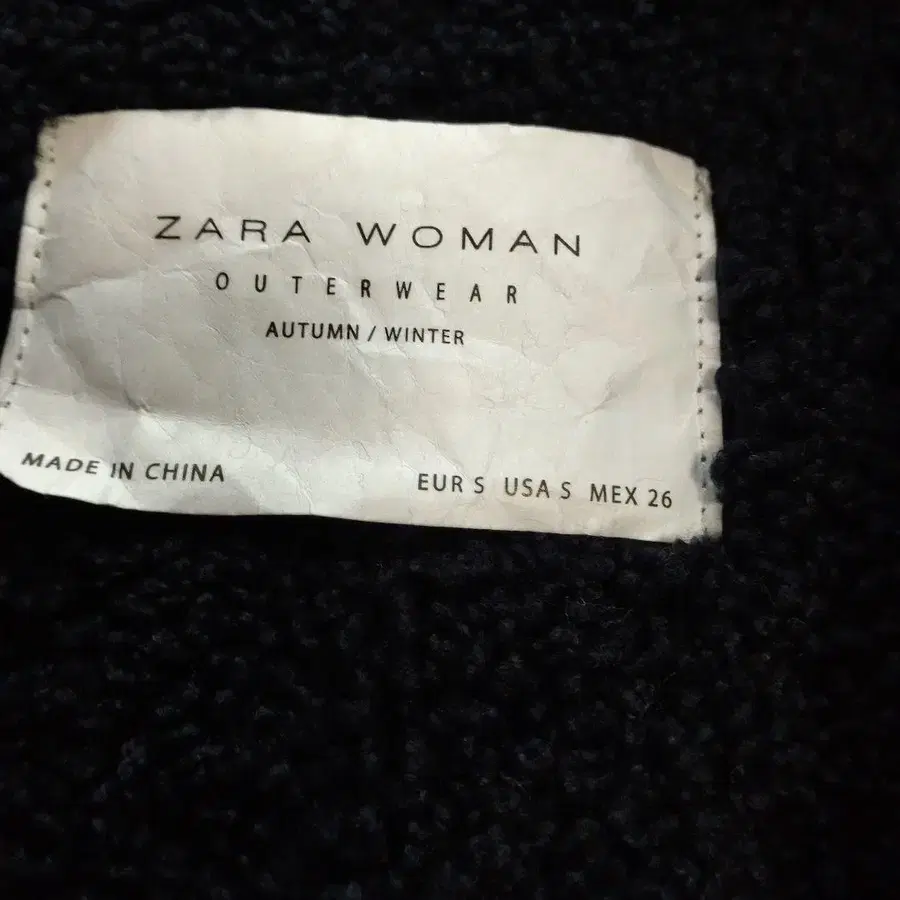 ZARA WOMAN
OUTERWEAR
AUTUMN / WINTER
MADE IN CHINA
EUR S USA S MEX 26